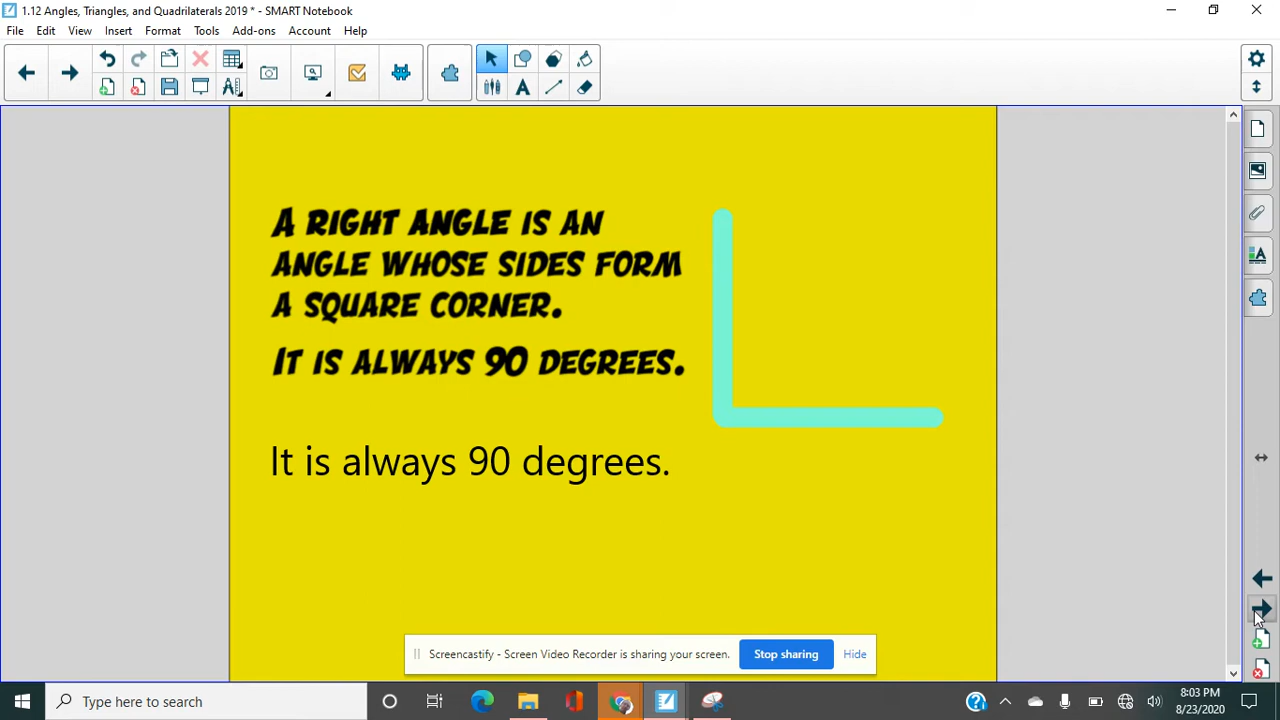 1.12 Angles, Triangles, and Quadrilaterals 2019 * - SMART Notebook
File Edit View Insert Format Tools Add-ons Account Help
A RIGHT ANGLE IS AN
ANGLE WHOSE SIDES FORM
A SQUARE CORNER.
IT IS ALWAYS 90 DEGREES.
It is always 90 degrees.
Screencastify - Screen Video Recorder is sharing your screen. Stop sharing Hide
Type here to search
8:03 PM
8/23/2020